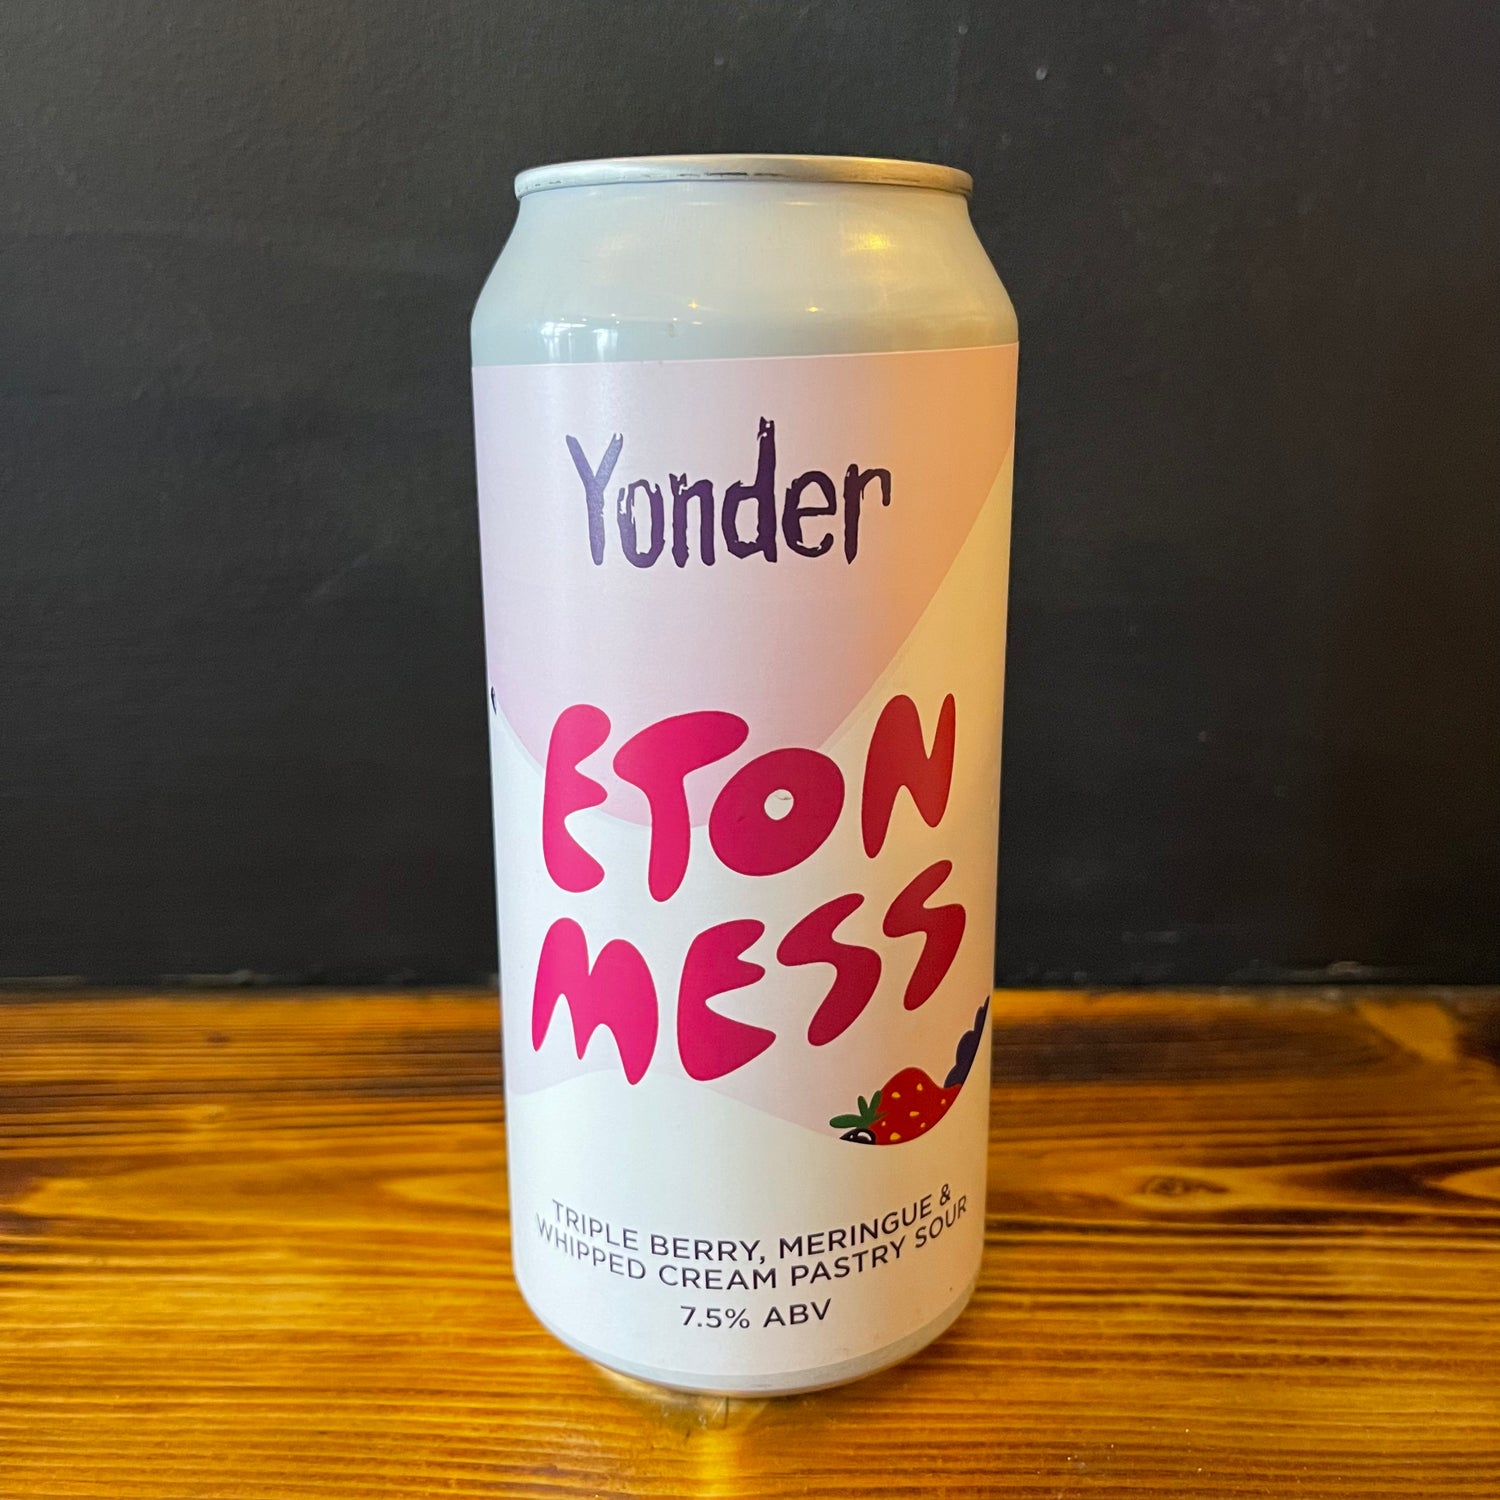 Yonder
ETON
MESS
TRIPLE BERRY, MERINGUE &
WHIPPED CREAM PASTRY SOUR
7.5% ABV